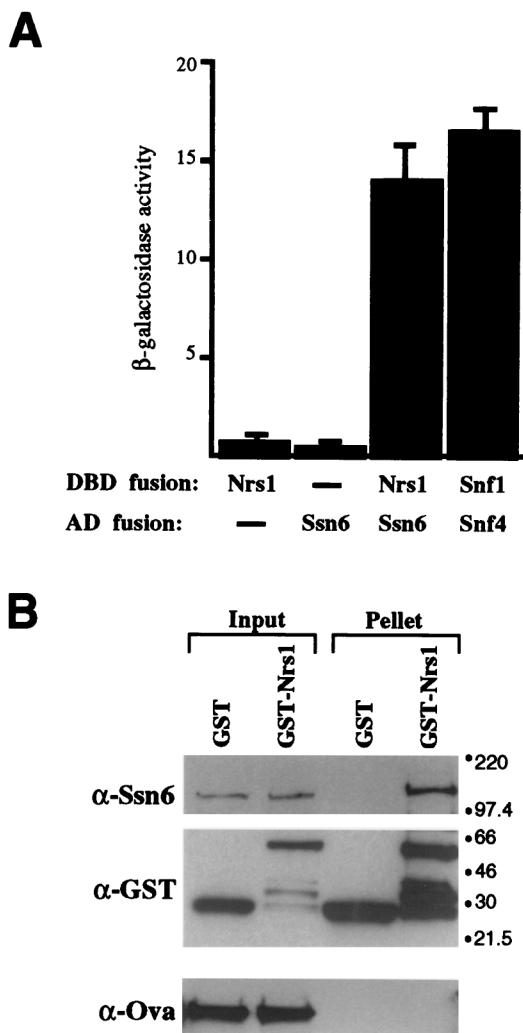 A
20
15
10
5
β-galactosidase activity
DBD fusion: Nrs1 — Nrs1 Snf1
AD fusion: — Ssn6 Ssn6 Snf4
B
Input Pellet
GST GST-Nrs1 GST GST-Nrs1
α-Ssn6
•220
•97.4
α-GST
•66
•46
•30
•21.5
α-Ova